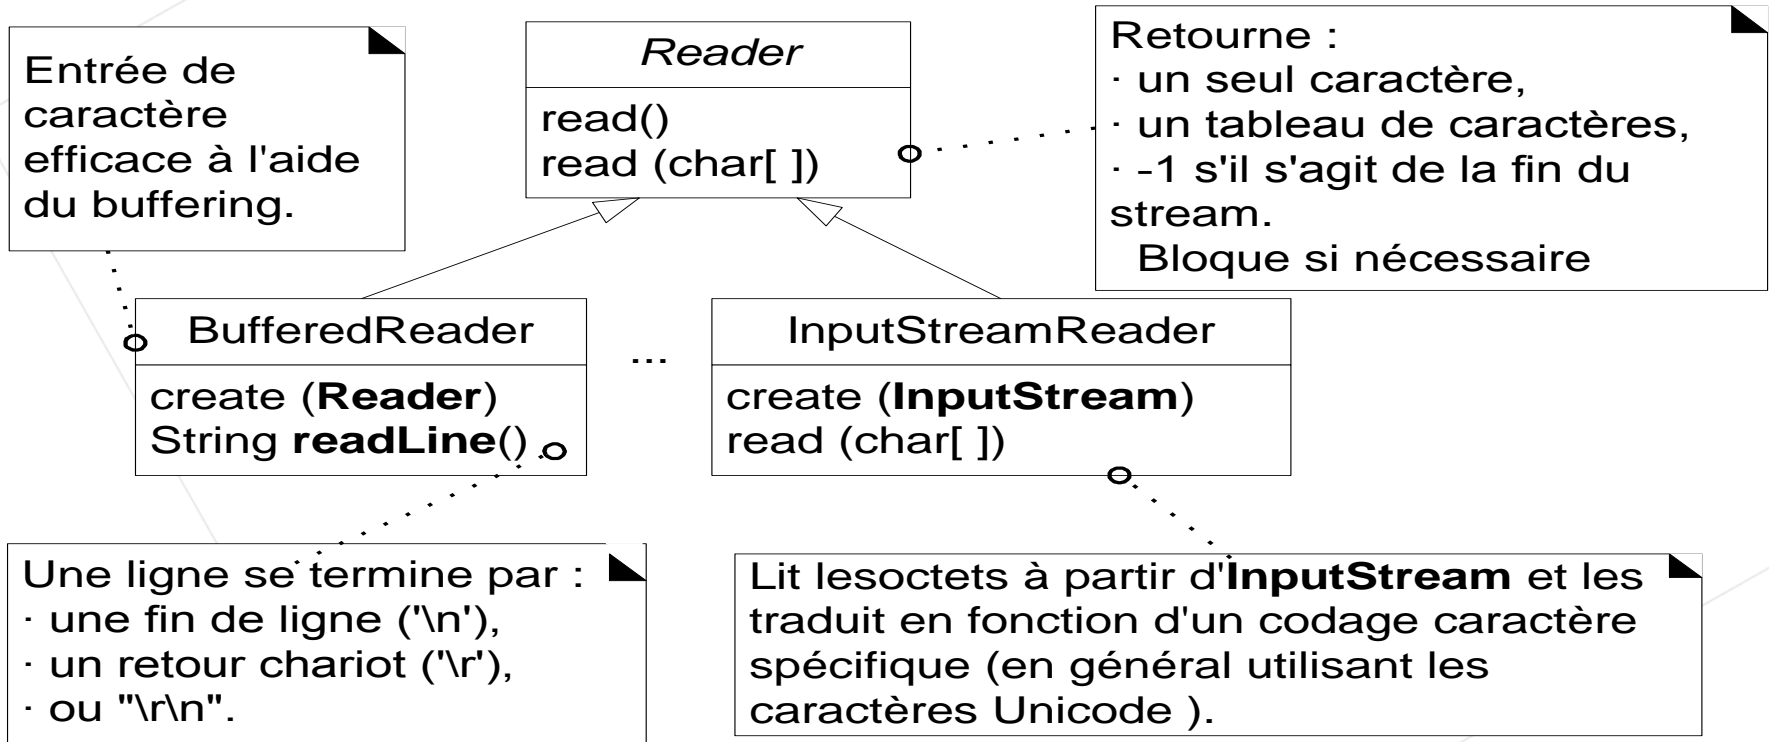 Entrée de
caractère
efficace à l'aide
du buffering.
Reader
read()
read (char[ ])
Retourne :
· un seul caractère,
· un tableau de caractères,
· -1 s'il s'agit de la fin du
stream.
Bloque si nécessaire
BufferedReader
create (Reader)
String readLine()
...
InputStreamReader
create (InputStream)
read (char[ ])
Une ligne se termine par :
· une fin de ligne ('\n'),
· un retour chariot ('\r'),
· ou "\r\n".
Lit lesoctets à partir d'InputStream et les
traduit en fonction d'un codage caractère
spécifique (en général utilisant les
caractères Unicode ).